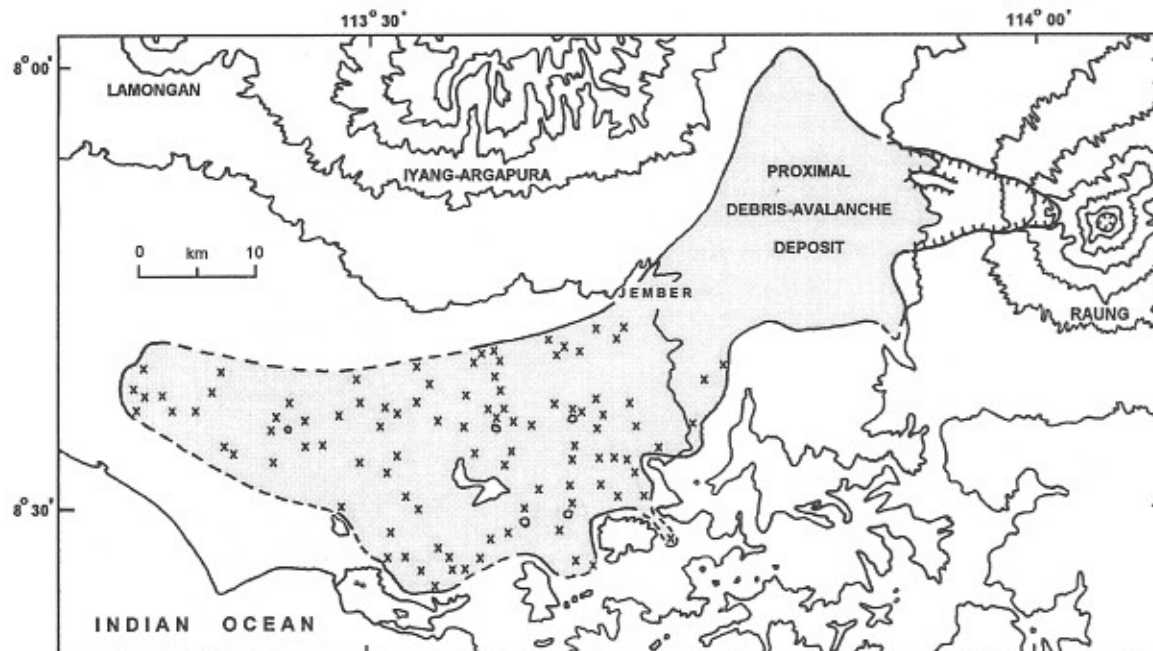 113° 30'
114° 00'
8° 00'
LAMONGAN
IYANG-ARGAPURA
PROXIMAL
DEBRIS-AVALANCHE
DEPOSIT
0 km 10
JEMBER
RAUNG
8° 30'
INDIAN OCEAN